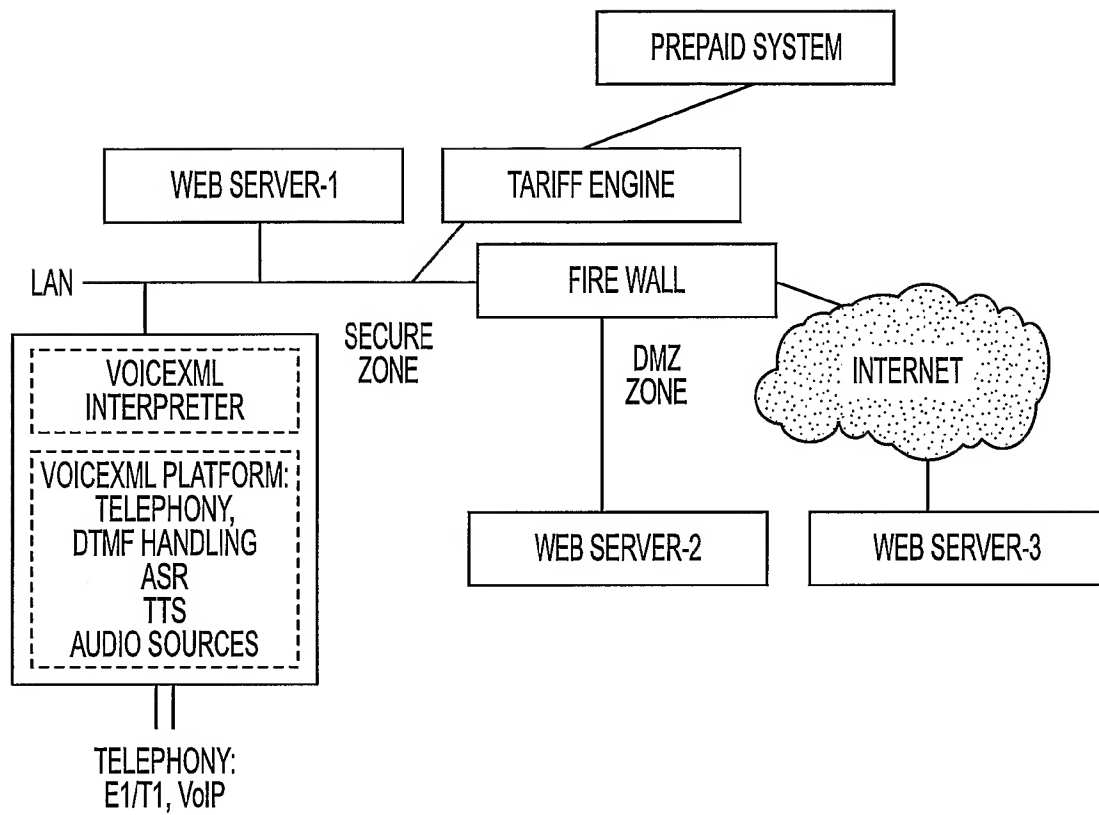 PREPAID SYSTEM
WEB SERVER-1
TARIFF ENGINE
LAN
FIRE WALL
SECURE
ZONE
DMZ
ZONE
INTERNET
VOICEXML
INTERPRETER
VOICEXML PLATFORM:
TELEPHONY,
DTMF HANDLING
ASR
TTS
AUDIO SOURCES
WEB SERVER-2
WEB SERVER-3
TELEPHONY:
E1/T1, VoIP